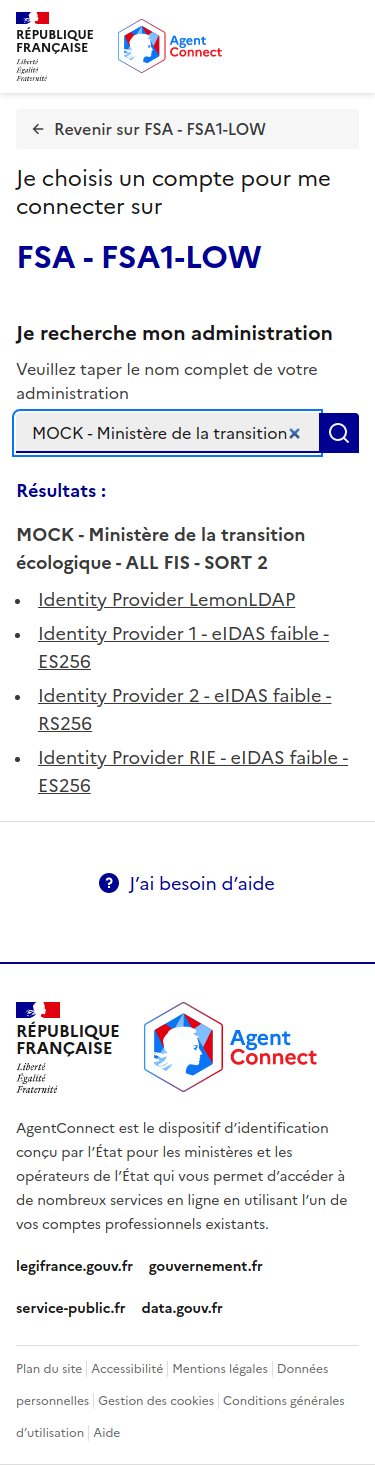 RÉPUBLIQUE
FRANÇAISE
Liberté
Égalité
Fraternité
Agent
Connect
← Revenir sur FSA - FSA1-LOW
Je choisis un compte pour me
connecter sur
FSA - FSA1-LOW
Je recherche mon administration
Veuillez taper le nom complet de votre
administration
MOCK - Ministère de la transition
Résultats :
MOCK - Ministère de la transition
écologique - ALL FIS - SORT 2
• Identity Provider LemonLDAP
• Identity Provider 1 - eIDAS faible -
ES256
• Identity Provider 2 - eIDAS faible -
RS256
• Identity Provider RIE - eIDAS faible -
ES256
? J’ai besoin d’aide
RÉPUBLIQUE
FRANÇAISE
Liberté
Égalité
Fraternité
Agent
Connect
AgentConnect est le dispositif d’identification
conçu par l’État pour les ministères et les
opérateurs de l’État qui vous permet d’accéder à
de nombreux services en ligne en utilisant l’un de
vos comptes professionnels existants.
legifrance.gouv.fr gouvernement.fr
service-public.fr data.gouv.fr
Plan du site | Accessibilité | Mentions légales | Données
personnelles | Gestion des cookies | Conditions générales
d’utilisation | Aide